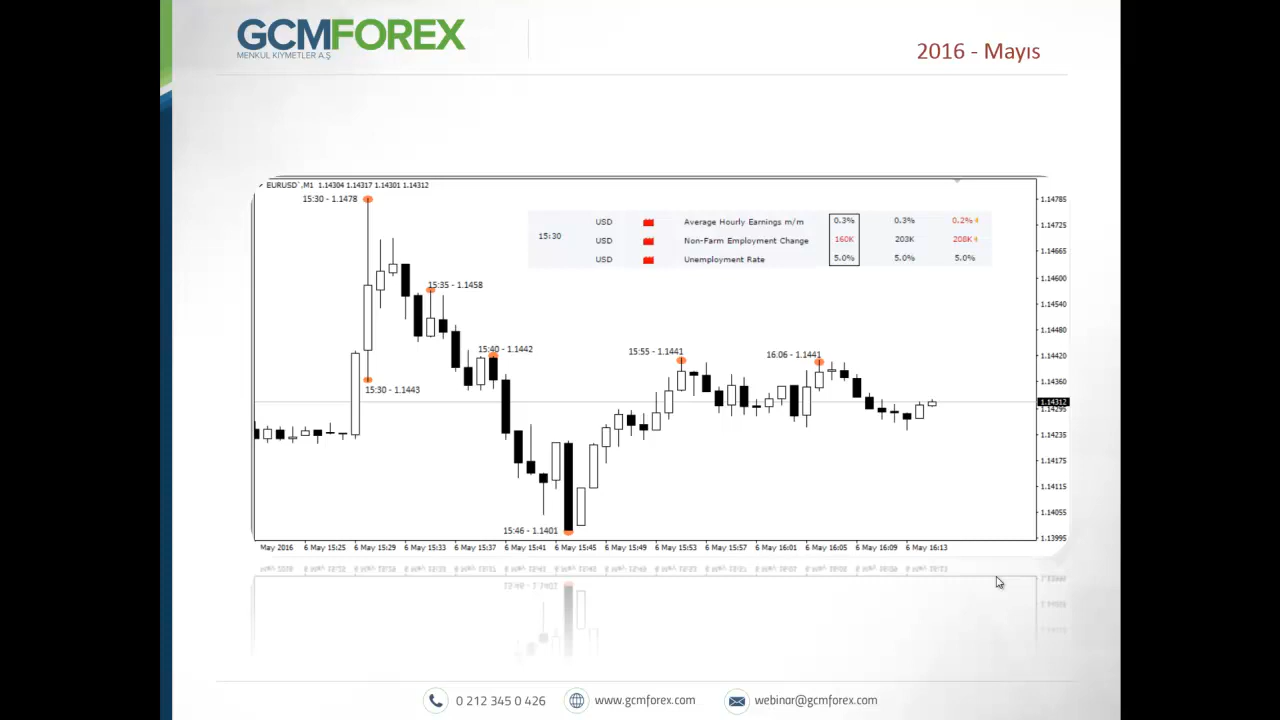 GCMFOREX
MENKUL KIYMETLER A.Ş
2016 - Mayıs
EURUSD`,M1 1.14304 1.14317 1.14301 1.14312
15:30 - 1.1478
15:30
USD Average Hourly Earnings m/m 0.3% 0.3% 0.2%
USD Non-Farm Employment Change 160K 203K 208K
USD Unemployment Rate 5.0% 5.0% 5.0%
15:35 - 1.1458
15:40 - 1.1442
15:55 - 1.1441
16.06 - 1.1441
15:30 - 1.1443
15:46 - 1.1401
1.14785
1.14725
1.14665
1.14600
1.14540
1.14480
1.14420
1.14360
1.14312
1.14295
1.14235
1.14175
1.14115
1.14055
1.13995
May 2016 6 May 15:25 6 May 15:29 6 May 15:33 6 May 15:37 6 May 15:41 6 May 15:45 6 May 15:49 6 May 15:53 6 May 15:57 6 May 16:01 6 May 16:05 6 May 16:09 6 May 16:13
0 212 345 0 426 www.gcmforex.com webinar@gcmforex.com